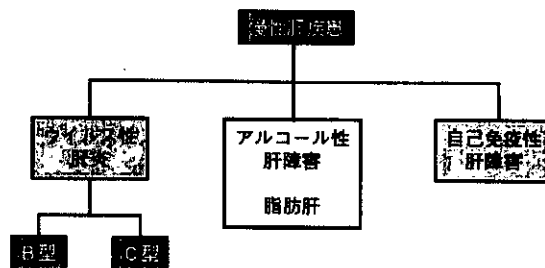 慢性肝疾患
ウイルス性
肝炎
アルコール性
肝障害
脂肪肝
自己免疫性
肝障害
B型
C型